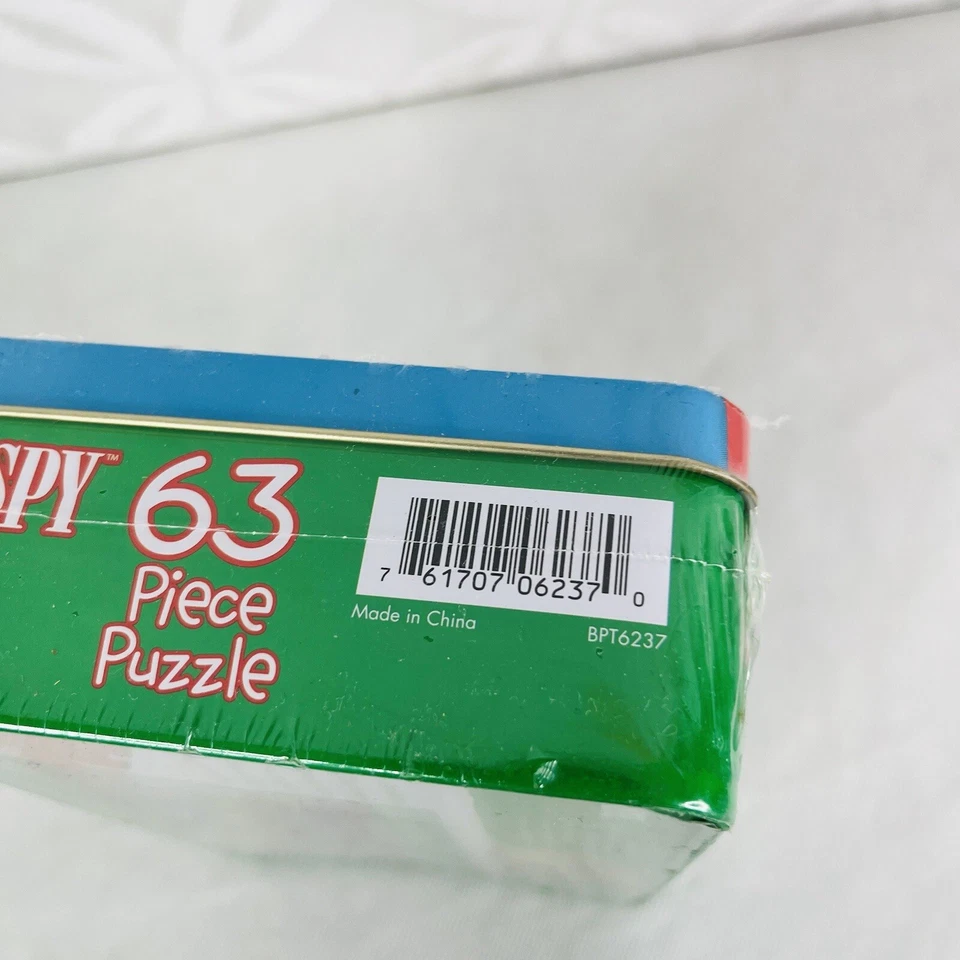 SPY™ 63
Piece
Puzzle
7 61707 06237 0
Made in China
BPT6237